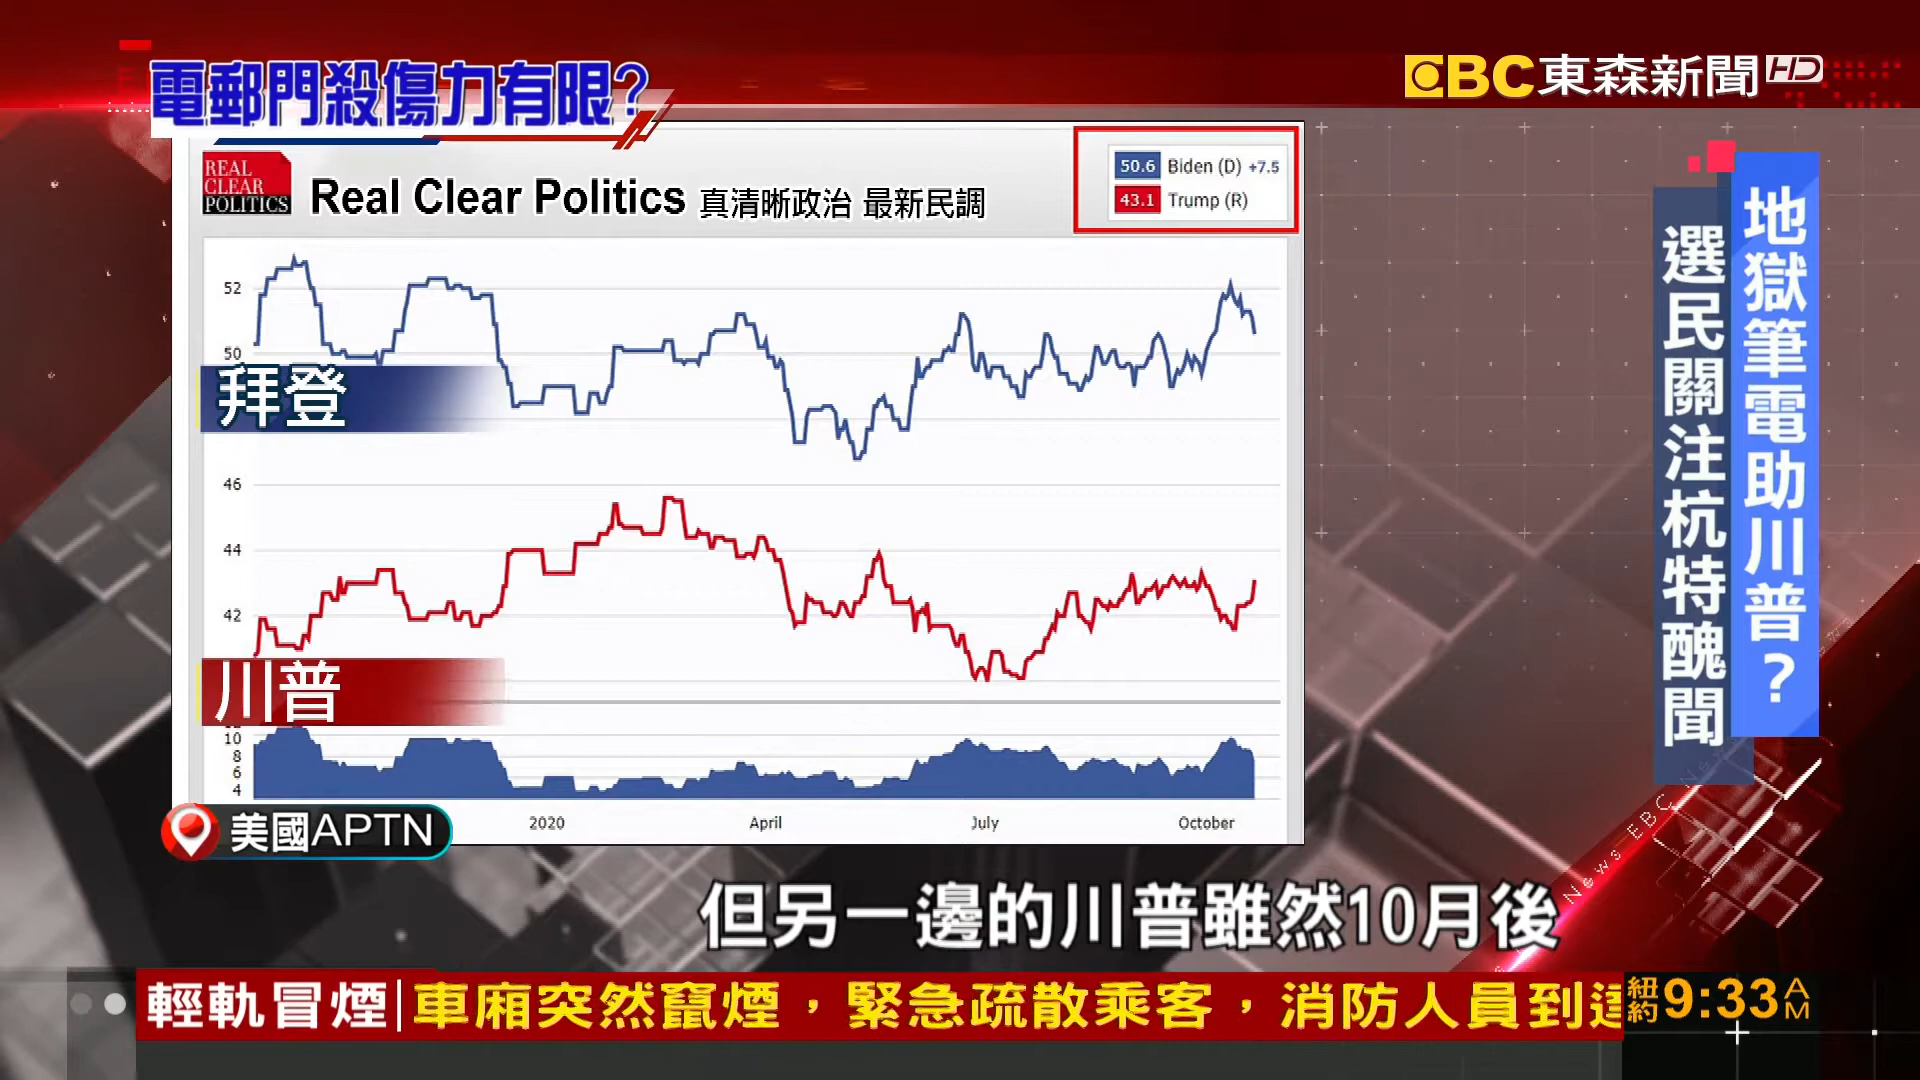 電郵門殺傷力有限?
EBC東森新聞HD
REAL
CLEAR
POLITICS
Real Clear Politics 真清晰政治 最新民調
50.6 Biden (D) +7.5
43.1 Trump (R)
地獄筆電助川普?
選民關注杭特醜聞
52
50
拜登
46
44
42
川普
10
8
6
4
2020
April
July
October
美國APTN
但另一邊的川普雖然10月後
輕軌冒煙
車廂突然竄煙,緊急疏散乘客,消防人員到達
紐約 9:33AM
News EBC